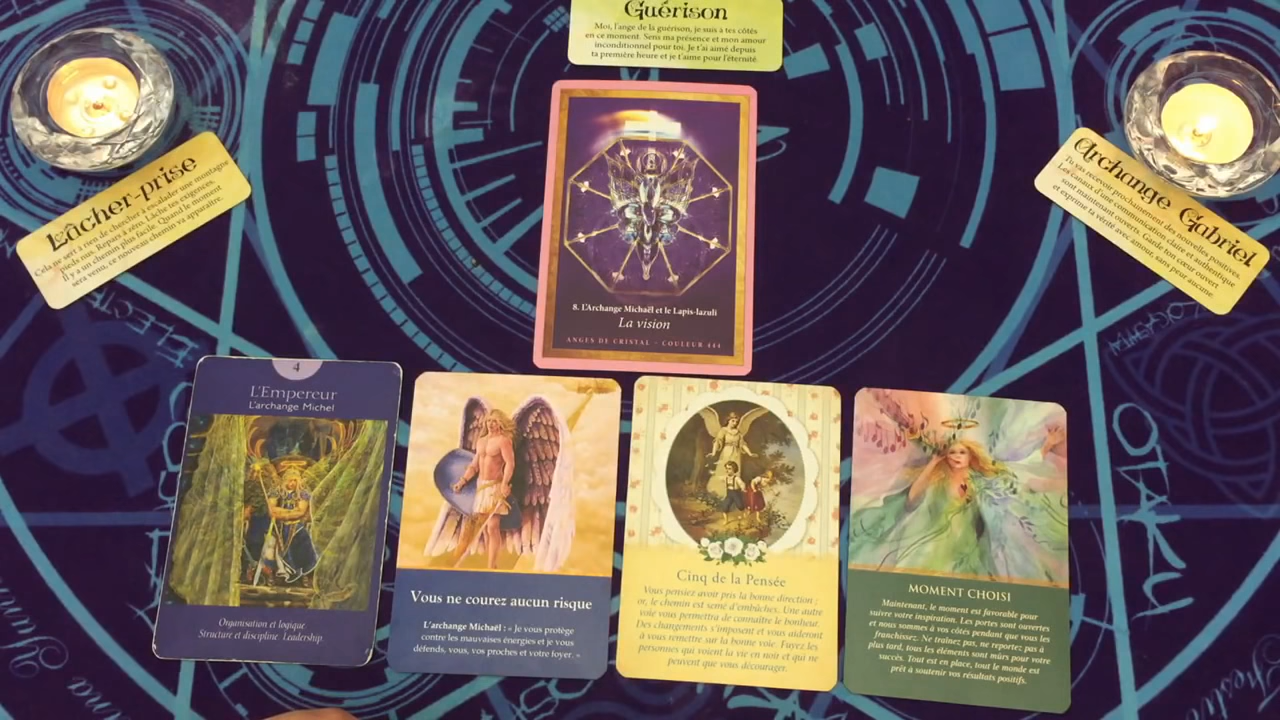 Guérison
Moi, l'ange de la guérison, je suis à tes côtés
en ce moment. Sens ma présence et mon amour
inconditionnel pour toi. Je t'ai aimé depuis
ta première heure et je t'aime pour l'éternité.
Lâcher-prise
Cela ne sert à rien de chercher à escalader une montagne
pieds nus. Repars à zéro. Lâche tes exigences.
Il y a un chemin plus facile. Quand le moment
sera venu, ce nouveau chemin va apparaître.
Archange Gabriel
Tu vas recevoir prochainement des nouvelles positives.
Les canaux d'une communication claire et authentique
sont maintenant ouverts. Garde ton cœur ouvert
et exprime ta vérité avec amour, sans peur aucune.
8. L'Archange Michaël et le Lapis-lazuli
La vision
ANGES DE CRISTAL - COULEUR 444
4
L'Empereur
L'archange Michel
Organisation et logique
Structure et discipline Leadership
Vous ne courez aucun risque
L'archange Michaël : « Je vous protège
contre les mauvaises énergies et je vous
défends, vous, vos proches et votre foyer. »
Cinq de la Pensée
Vous pensiez avoir pris la bonne direction ;
or, le chemin est semé d'embûches. Une autre
voie vous permettra de connaître le bonheur.
Des changements s'imposent et vous aideront
à vous remettre sur la bonne voie. Fuyez les
personnes qui voient la vie en noir et qui ne
peuvent que vous décourager.
MOMENT CHOISI
Maintenant, le moment est favorable pour
suivre votre inspiration. Les portes sont ouvertes
et nous sommes à vos côtés pendant que vous les
franchissez. Ne traînez pas, ne reportez pas à
plus tard, tous les éléments sont mûrs pour votre
succès. Tout est en place, tout le monde est
prêt à soutenir vos résultats positifs.